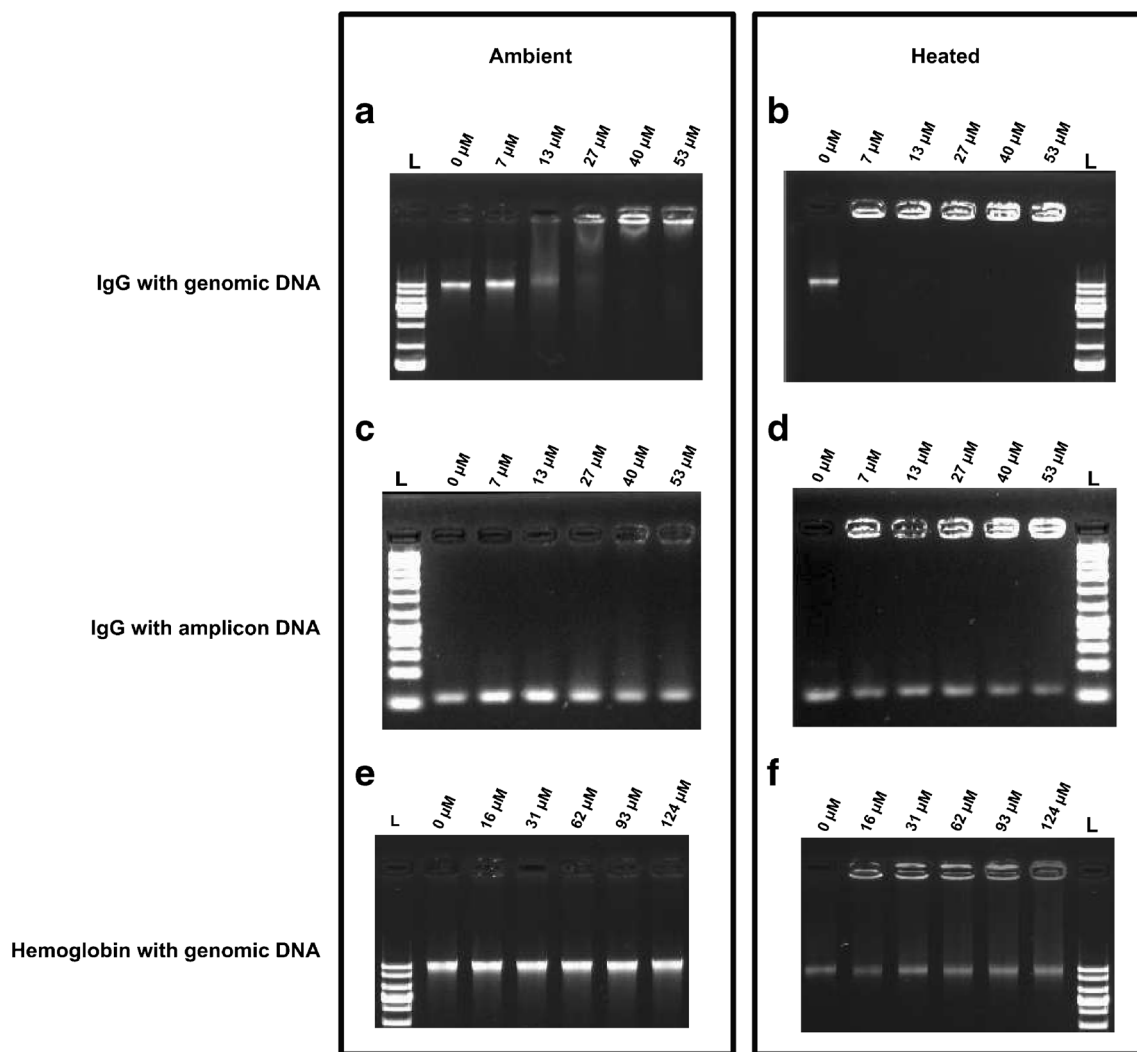 Ambient
Heated
a
b
L
0 µM
7 µM
13 µM
27 µM
40 µM
53 µM
0 µM
7 µM
13 µM
27 µM
40 µM
53 µM
L
IgG with genomic DNA
c
d
L
0 µM
7 µM
13 µM
27 µM
40 µM
53 µM
0 µM
7 µM
13 µM
27 µM
40 µM
53 µM
L
IgG with amplicon DNA
e
f
L
0 µM
16 µM
31 µM
62 µM
93 µM
124 µM
0 µM
16 µM
31 µM
62 µM
93 µM
124 µM
L
Hemoglobin with genomic DNA